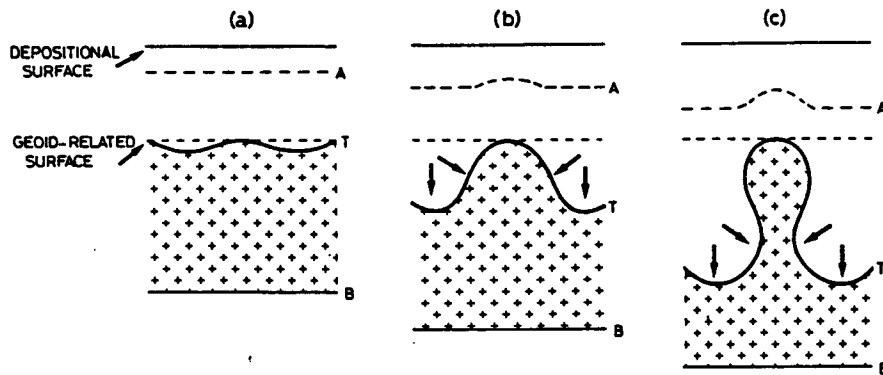 (a)
(b)
(c)
DEPOSITIONAL
SURFACE
A
A
A
GEOID-RELATED
SURFACE
T
T
T
B
B
B